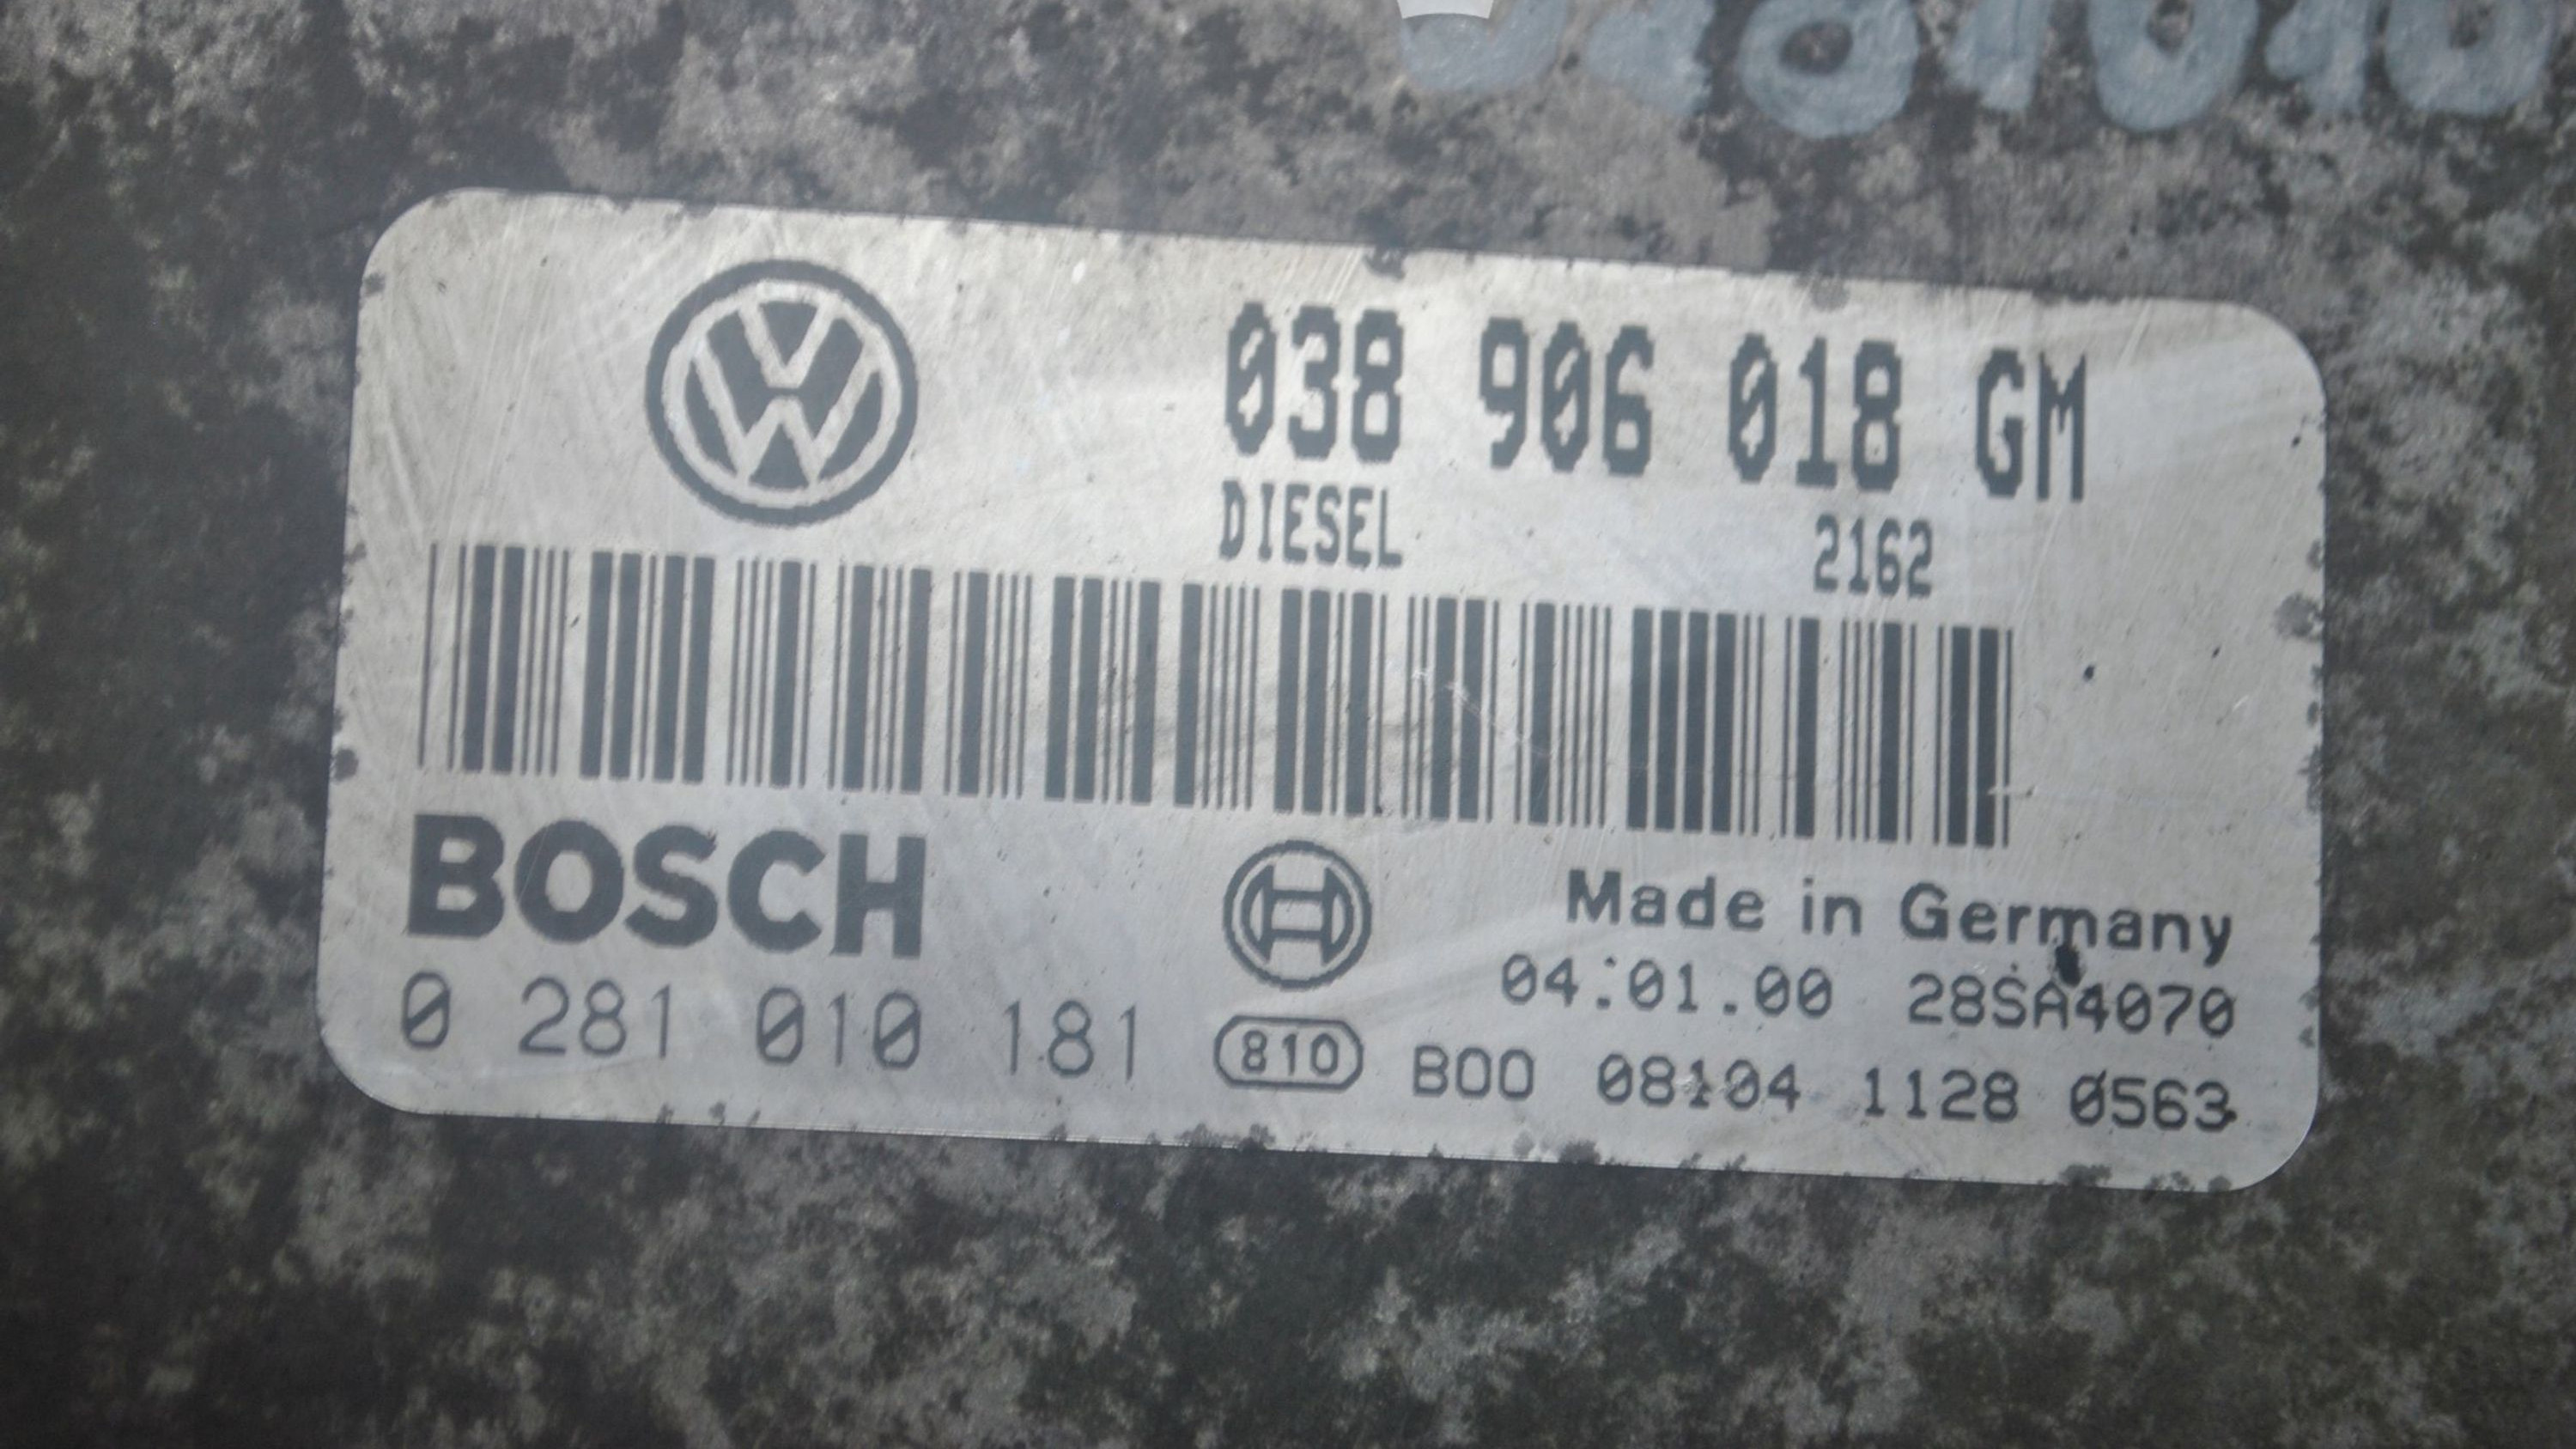 038 906 018 GM
DIESEL 2162
BOSCH Made in Germany
04.01.00 28SA4070
0 281 010 181 810 B00 08104 1128 0563